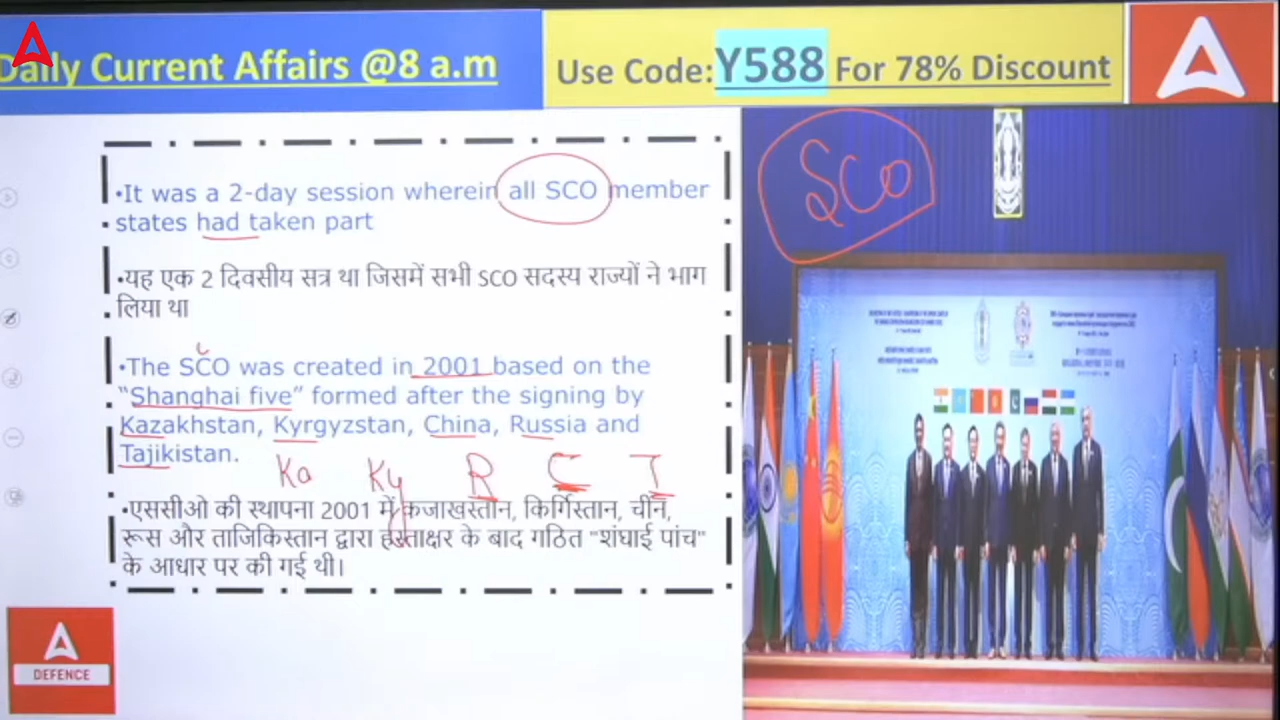 Daily Current Affairs @8 a.m
Use Code:Y588 For 78% Discount
•It was a 2-day session wherein all SCO member
states had taken part
•यह एक 2 दिवसीय सत्र था जिसमें सभी SCO सदस्य राज्यों ने भाग
लिया था
•The SCO was created in 2001 based on the
“Shanghai five” formed after the signing by
Kazakhstan, Kyrgyzstan, China, Russia and
Tajikistan.
Ka Ky R C T
•एससीओ की स्थापना 2001 में कजाखस्तान, किर्गिस्तान, चीन,
रूस और ताजिकिस्तान द्वारा हस्ताक्षर के बाद गठित "शंघाई पांच"
के आधार पर की गई थी।
SCO
DEFENCE